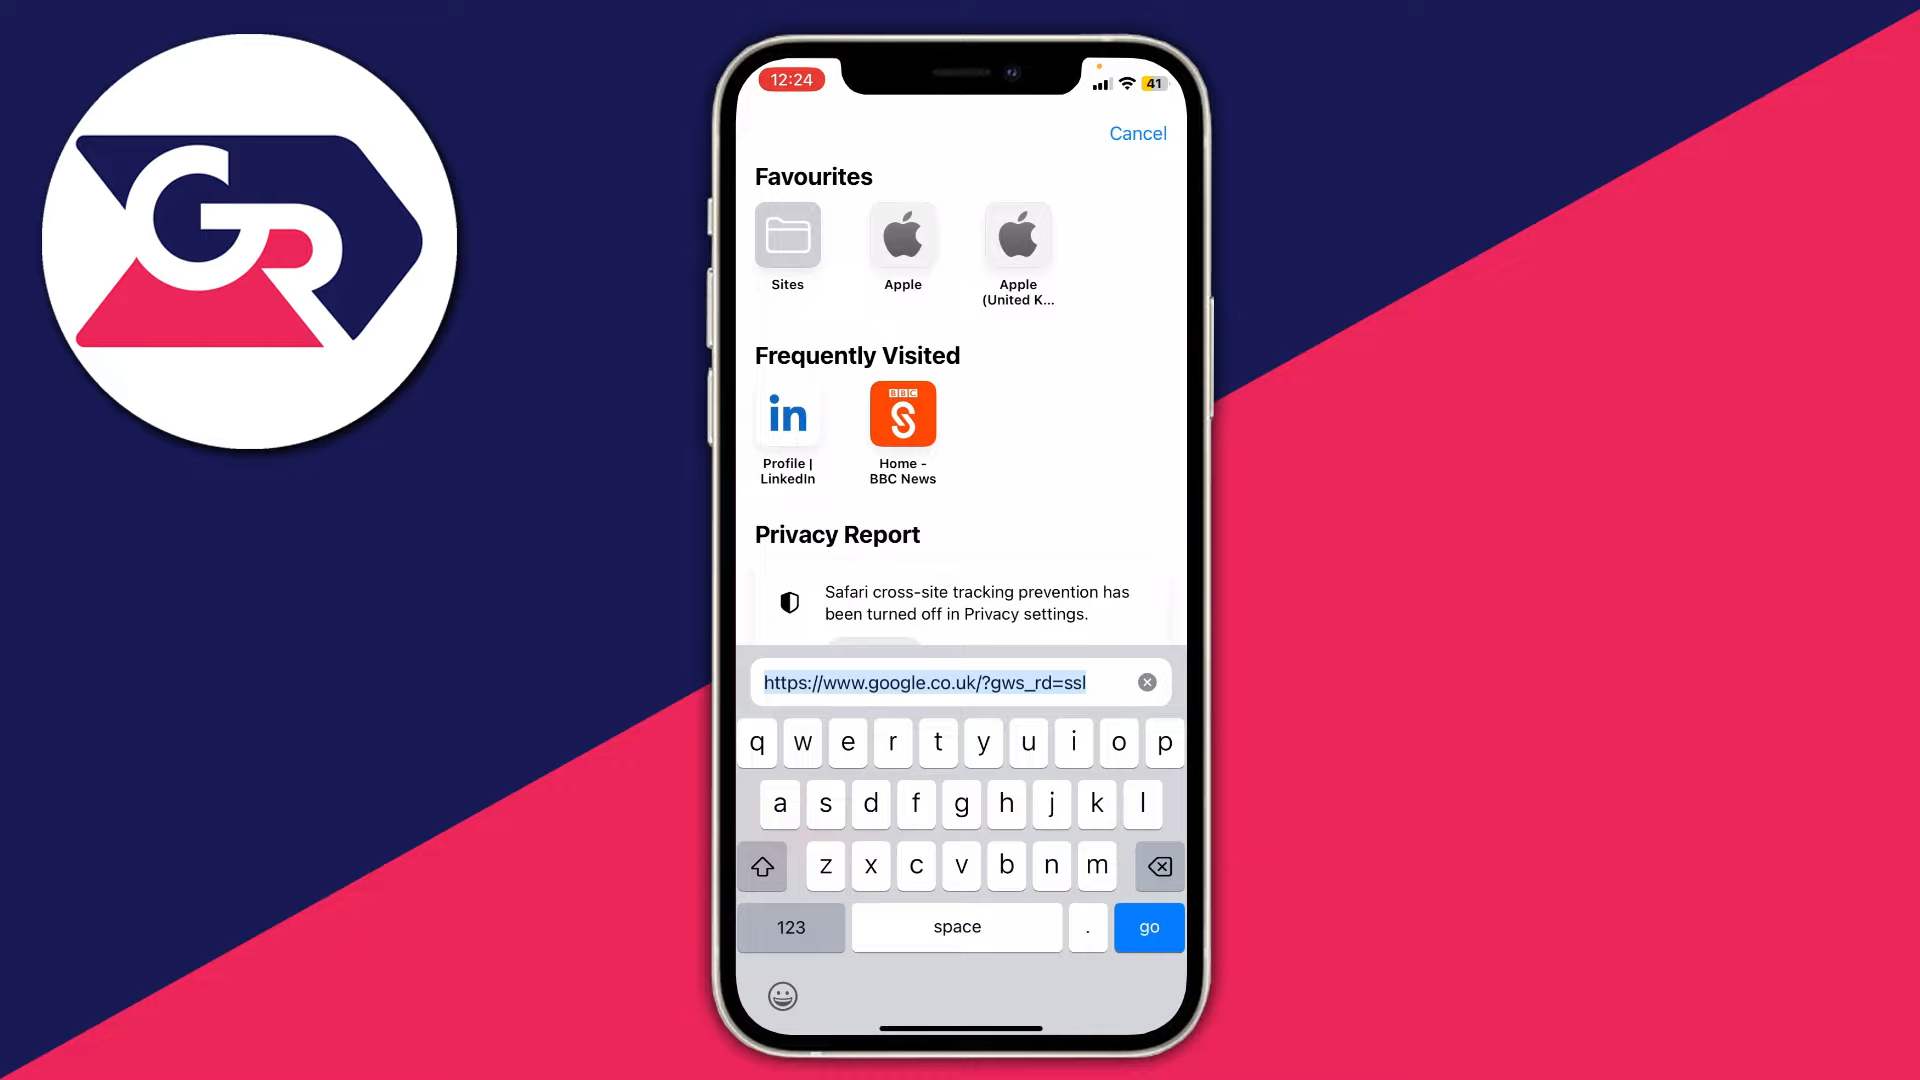 GR
12:24
41
Cancel
Favourites
Sites
Apple
Apple
(United K...
Frequently Visited
in
BBC
S
Profile |
LinkedIn
Home -
BBC News
Privacy Report
Safari cross-site tracking prevention has
been turned off in Privacy settings.
https://www.google.co.uk/?gws_rd=ssl
q w e r t y u i o p
a s d f g h j k l
z x c v b n m
123 space . go